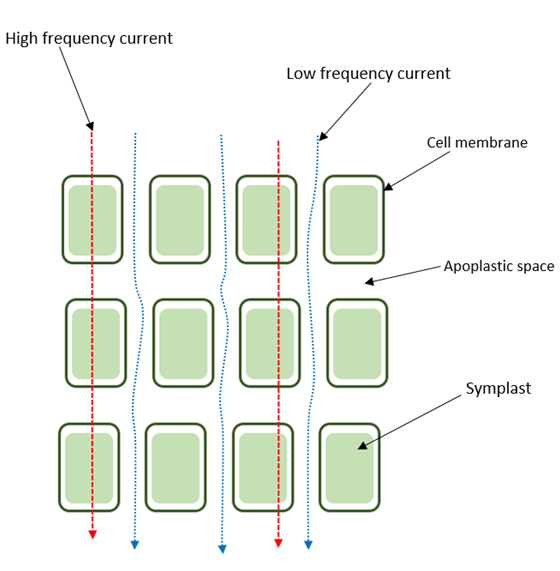 High frequency current
Low frequency current
Cell membrane
Apoplastic space
Symplast